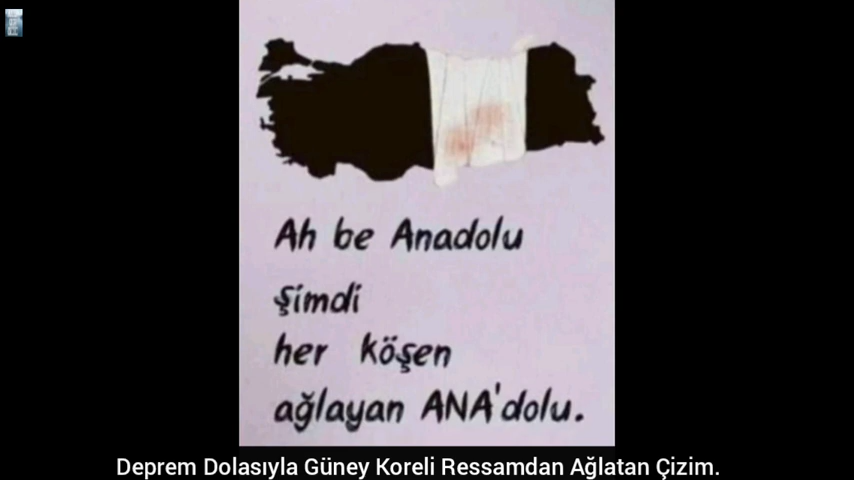 Ah be Anadolu
şimdi
her köşen
ağlayan ANA'dolu.
Deprem Dolasıyla Güney Koreli Ressamdan Ağlatan Çizim.